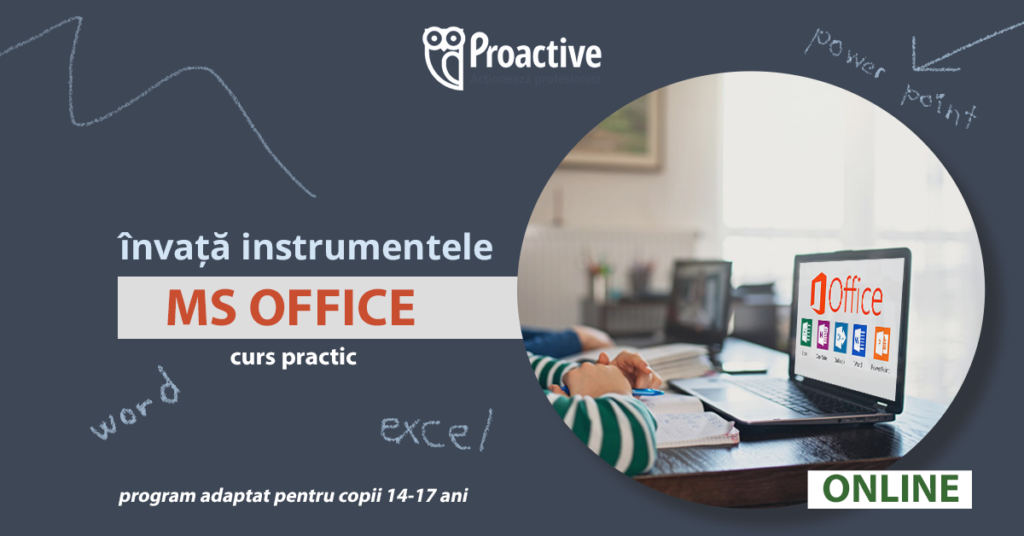 Proactive
power
point
învață instrumentele
MS OFFICE
curs practic
Office
word
excel
program adaptat pentru copii 14-17 ani
ONLINE